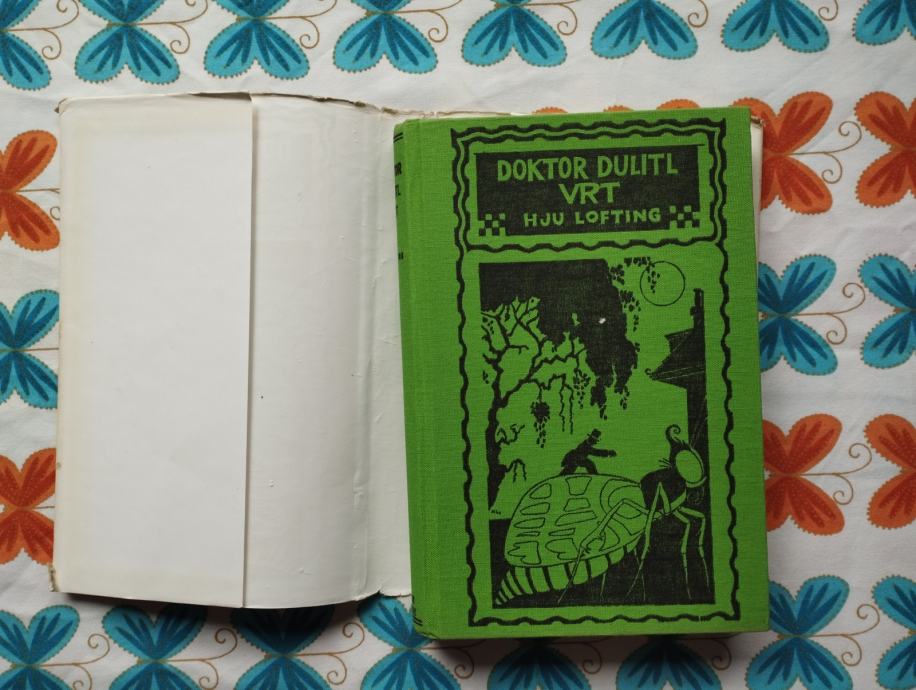 DOKTOR DULITL
VRT
HJU LOFTING